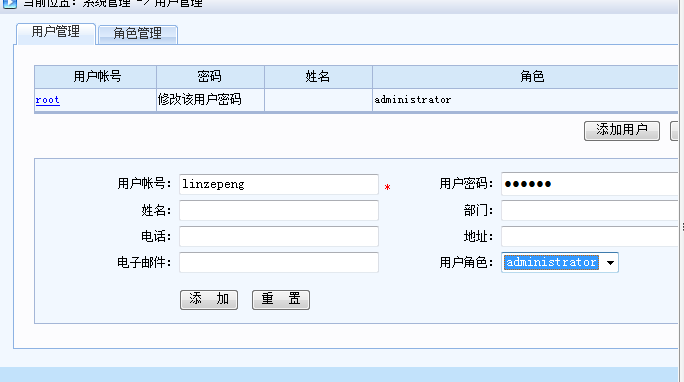 当前位置: 系统管理 -> 用户管理
用户管理 角色管理
用户帐号 密码 姓名 角色
root 修改该用户密码 administrator
添加用户
用户帐号: linzepeng * 用户密码: ●●●●●●
姓名: 部门:
电话: 地址:
电子邮件: 用户角色: administrator
添 加 重 置